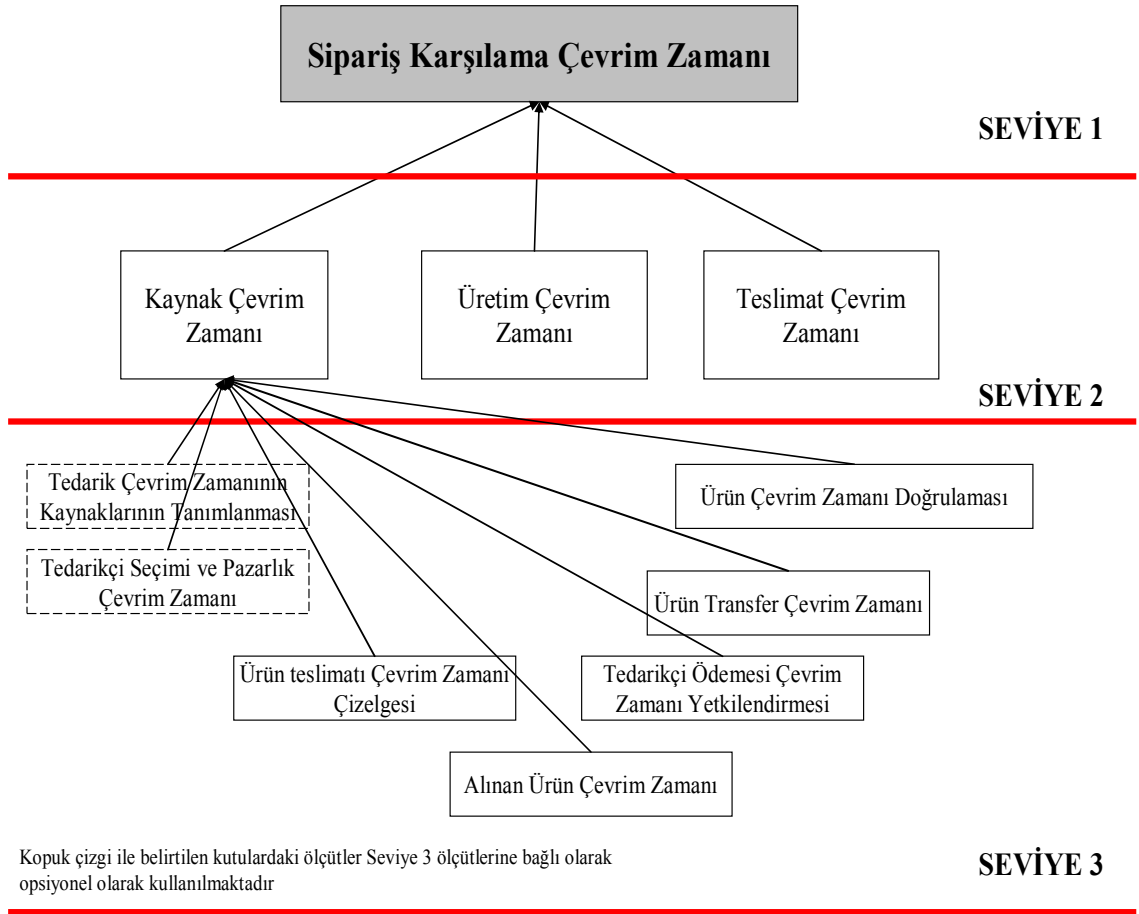 Sipariş Karşılama Çevrim Zamanı
SEVİYE 1
Kaynak Çevrim
Zamanı
Üretim Çevrim
Zamanı
Teslimat Çevrim
Zamanı
SEVİYE 2
Tedarik Çevrim Zamanının
Kaynaklarının Tanımlanması
Ürün Çevrim Zamanı Doğrulaması
Tedarikçi Seçimi ve Pazarlık
Çevrim Zamanı
Ürün Transfer Çevrim Zamanı
Ürün teslimatı Çevrim Zamanı
Çizelgesi
Tedarikçi Ödemesi Çevrim
Zamanı Yetkilendirmesi
Alınan Ürün Çevrim Zamanı
Kopuk çizgi ile belirtilen kutulardaki ölçütler Seviye 3 ölçütlerine bağlı olarak
opsiyonel olarak kullanılmaktadır
SEVİYE 3